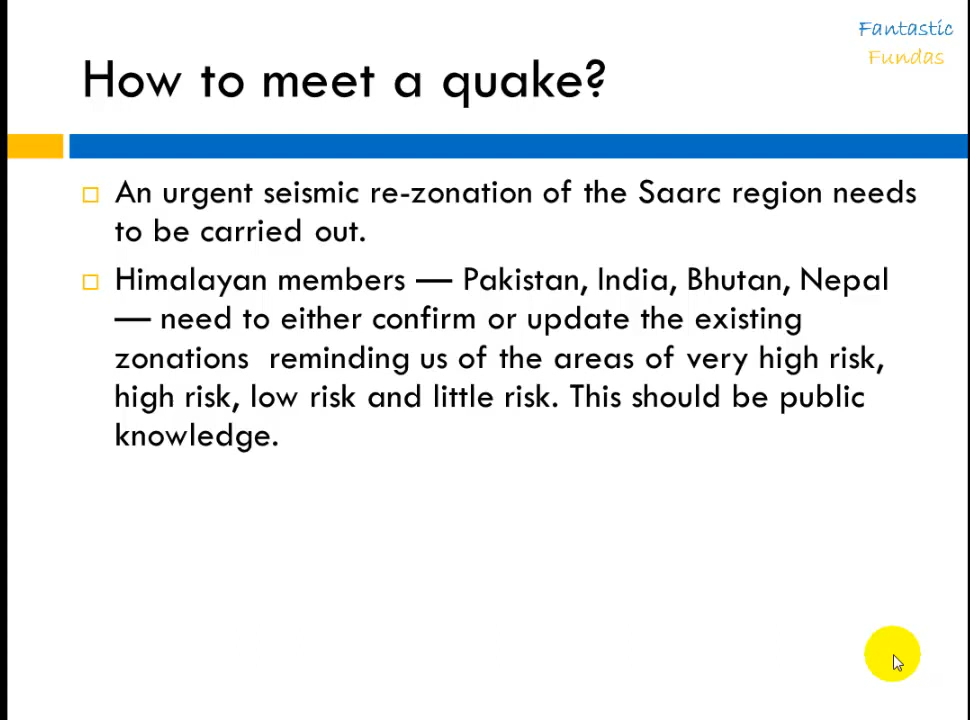 Fantastic
Fundas
How to meet a quake?
An urgent seismic re-zonation of the Saarc region needs
to be carried out.
Himalayan members — Pakistan, India, Bhutan, Nepal
— need to either confirm or update the existing
zonations reminding us of the areas of very high risk,
high risk, low risk and little risk. This should be public
knowledge.